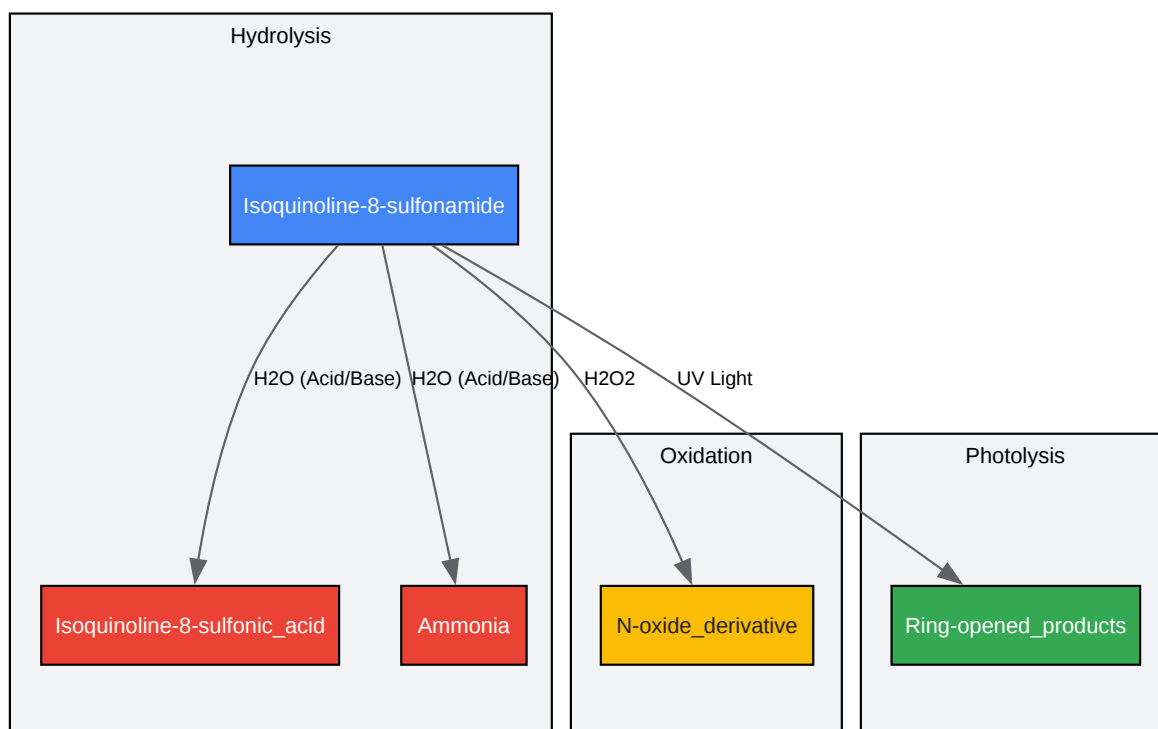 Hydrolysis
Isoquinoline-8-sulfonamide
H2O (Acid/Base)
H2O (Acid/Base)
H2O2
UV Light
Oxidation
Photolysis
Isoquinoline-8-sulfonic_acid
Ammonia
N-oxide_derivative
Ring-opened_products